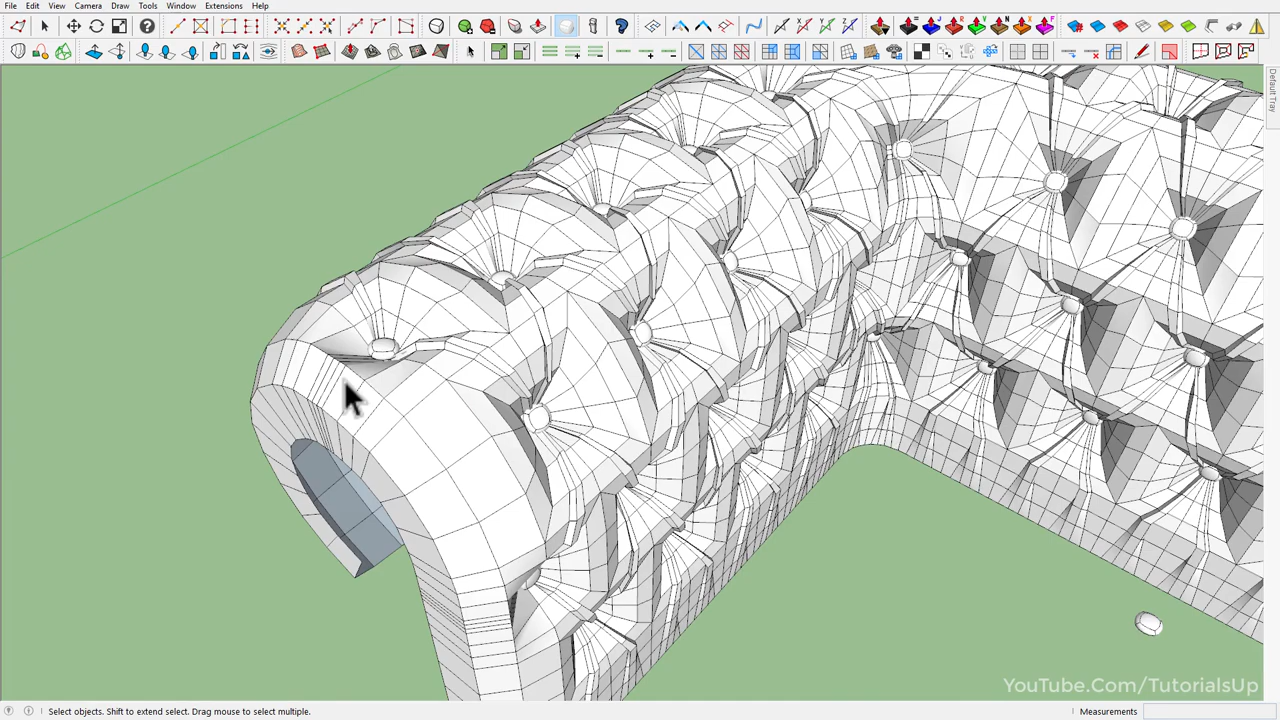 File Edit View Camera Draw Tools Window Extensions Help
Default Tray
YouTube.Com/TutorialsUp
Select objects. Shift to extend select. Drag mouse to select multiple. Measurements